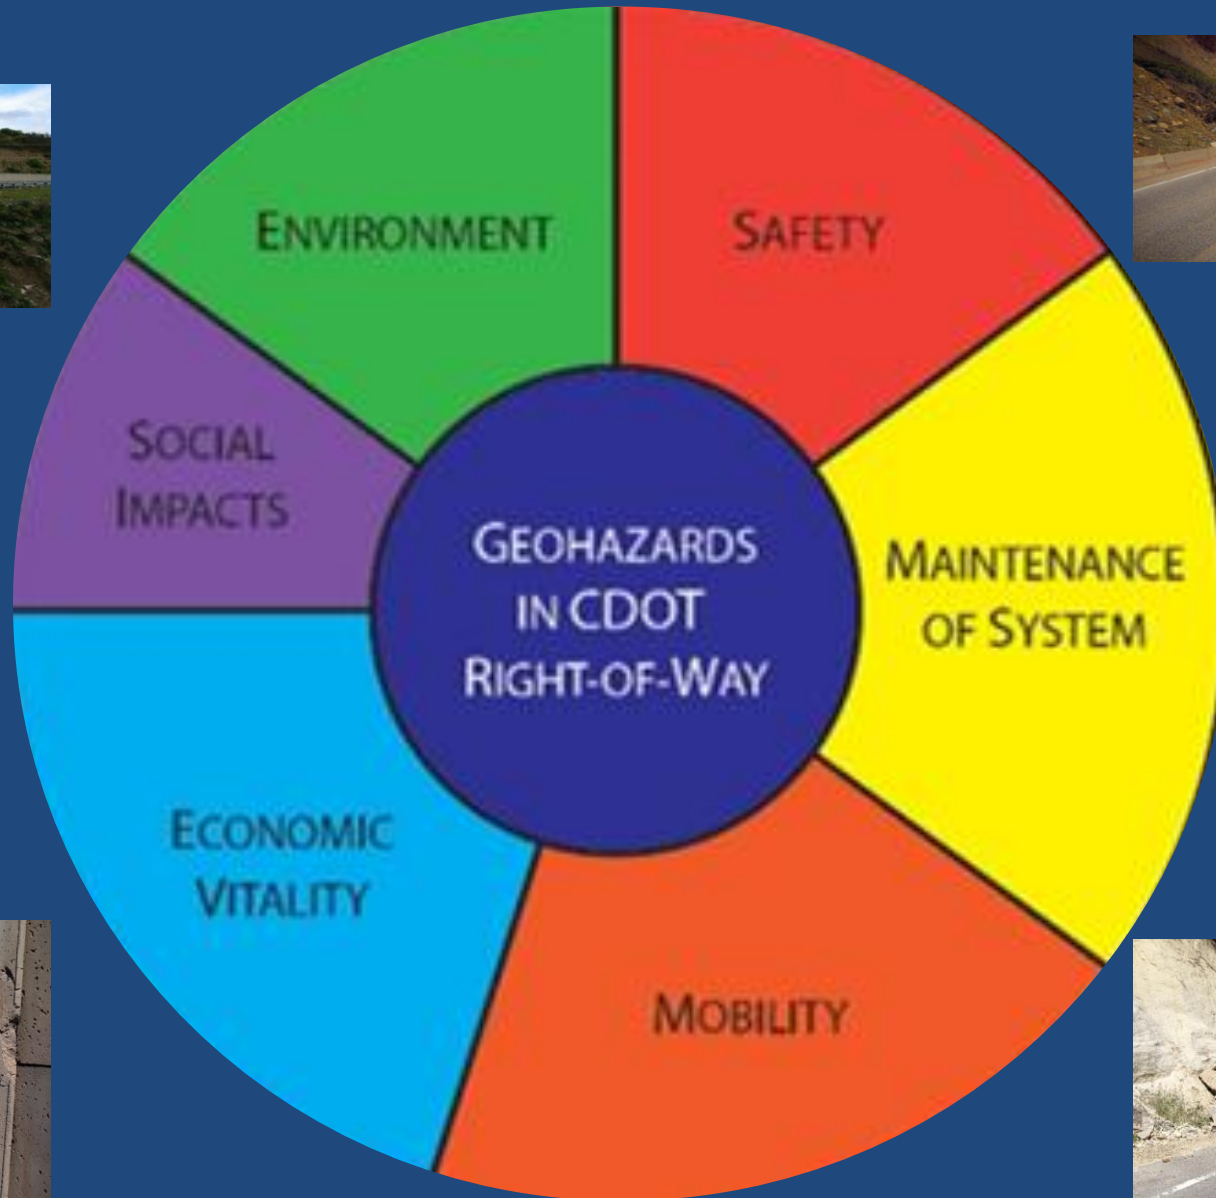 ENVIRONMENT
SAFETY
SOCIAL
IMPACTS
GEOHAZARDS
IN CDOT
RIGHT-OF-WAY
MAINTENANCE
OF SYSTEM
ECONOMIC
VITALITY
MOBILITY